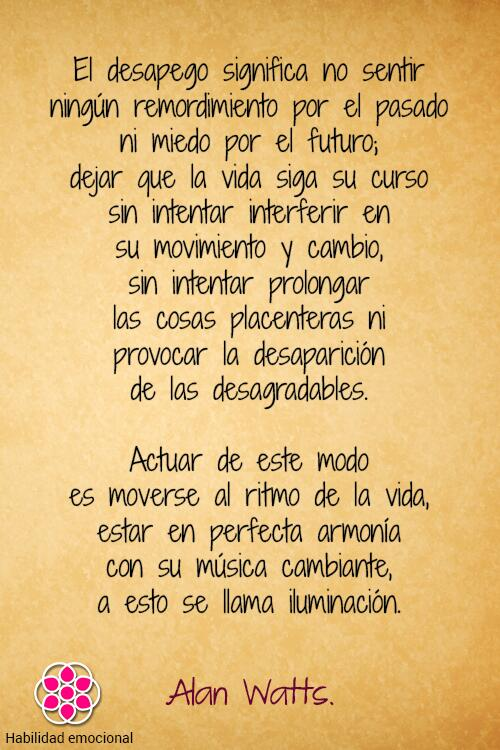 El desapego significa no sentir
ningún remordimiento por el pasado
ni miedo por el futuro;
dejar que la vida siga su curso
sin intentar interferir en
su movimiento y cambio,
sin intentar prolongar
las cosas placenteras ni
provocar la desaparición
de las desagradables.
Actuar de este modo
es moverse al ritmo de la vida,
estar en perfecta armonía
con su música cambiante,
a esto se llama iluminación.
Alan Watts.
Habilidad emocional